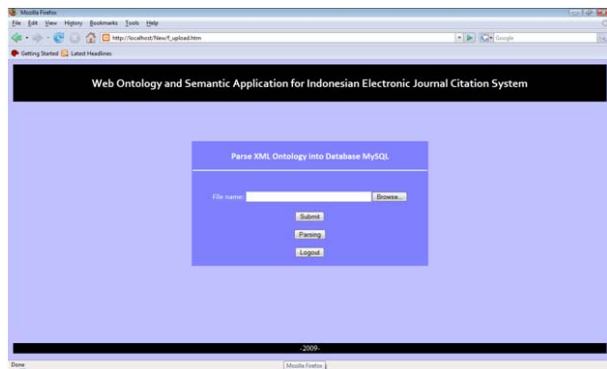 Mozilla Firefox
File Edit View History Bookmarks Tools Help
http://localhost/New/f_upload.htm
Google
Getting Started Latest Headlines
Web Ontology and Semantic Application for Indonesian Electronic Journal Citation System
Parse XML Ontology into Database MySQL
File name: Browse...
Submit
Parsing
Logout
-2009-
Done
Mozilla Firefox